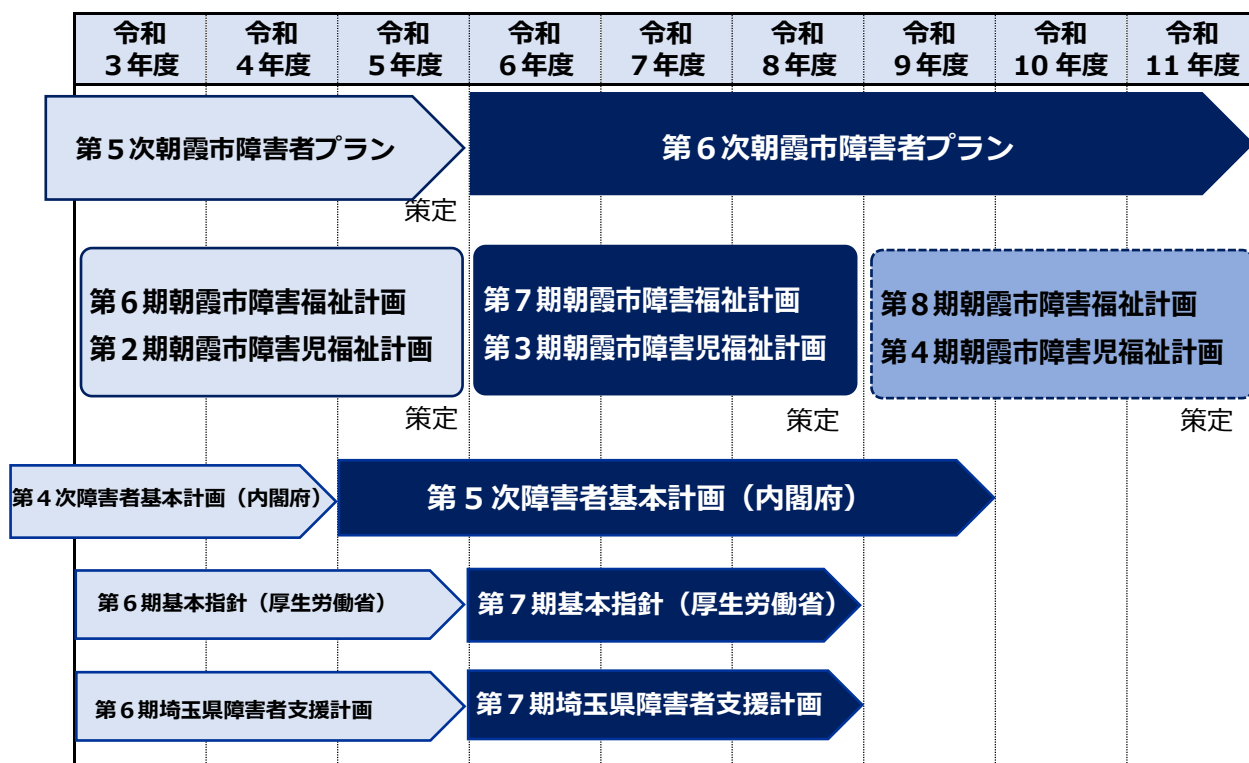 令和
3年度
令和
4年度
令和
5年度
令和
6年度
令和
7年度
令和
8年度
令和
9年度
令和
10年度
令和
11年度
第5次朝霞市障害者プラン
第6次朝霞市障害者プラン
策定
第6期朝霞市障害福祉計画
第2期朝霞市障害児福祉計画
第7期朝霞市障害福祉計画
第3期朝霞市障害児福祉計画
第8期朝霞市障害福祉計画
第4期朝霞市障害児福祉計画
策定
策定
策定
第4次障害者基本計画（内閣府）
第5次障害者基本計画（内閣府）
第6期基本指針（厚生労働省）
第7期基本指針（厚生労働省）
第6期埼玉県障害者支援計画
第7期埼玉県障害者支援計画